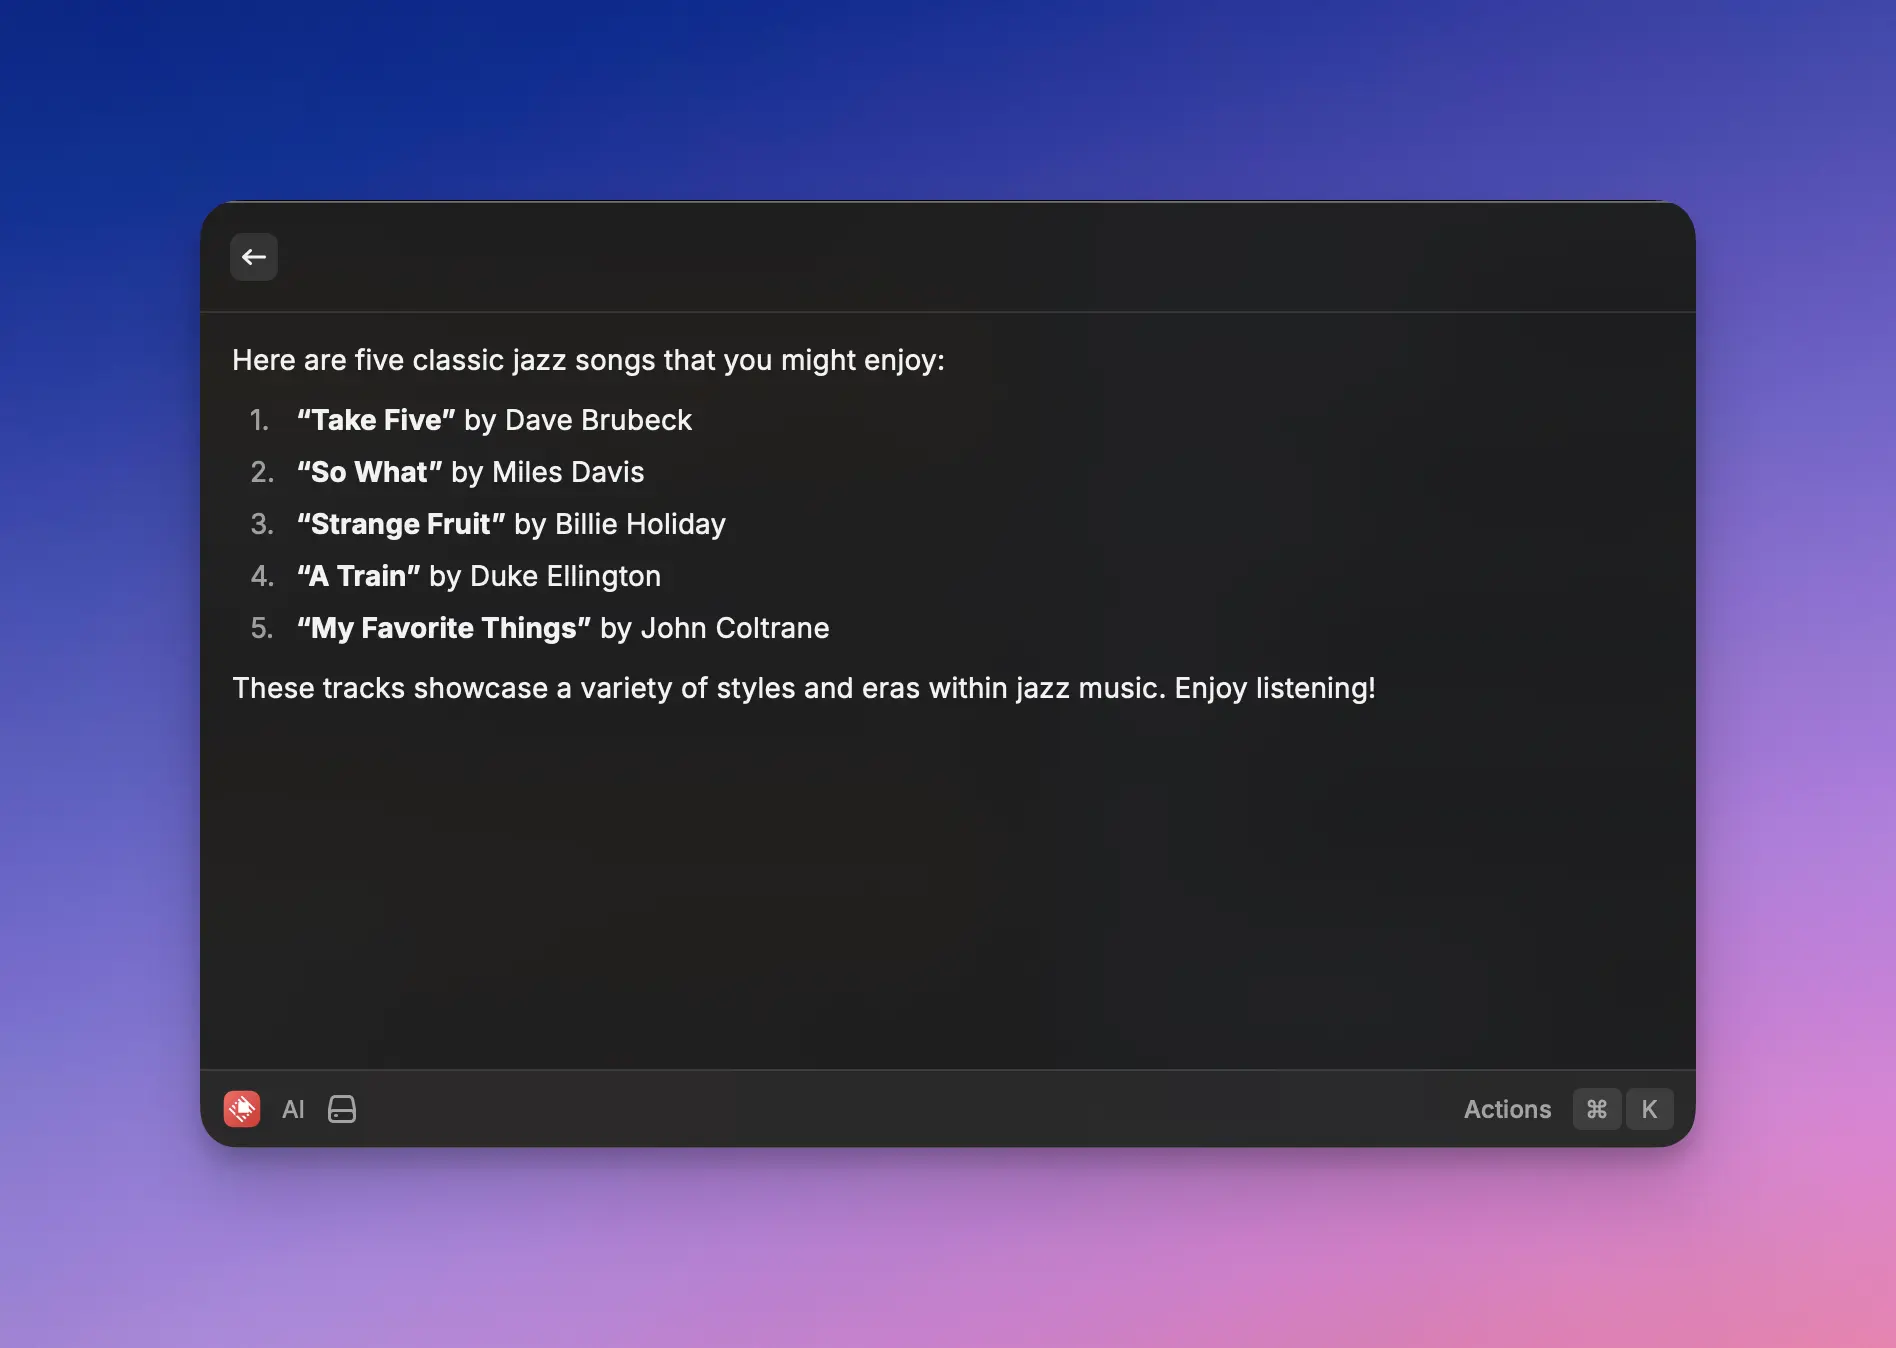 Here are five classic jazz songs that you might enjoy:
1. “Take Five” by Dave Brubeck
2. “So What” by Miles Davis
3. “Strange Fruit” by Billie Holiday
4. “A Train” by Duke Ellington
5. “My Favorite Things” by John Coltrane
These tracks showcase a variety of styles and eras within jazz music. Enjoy listening!
AI Actions ⌘ K